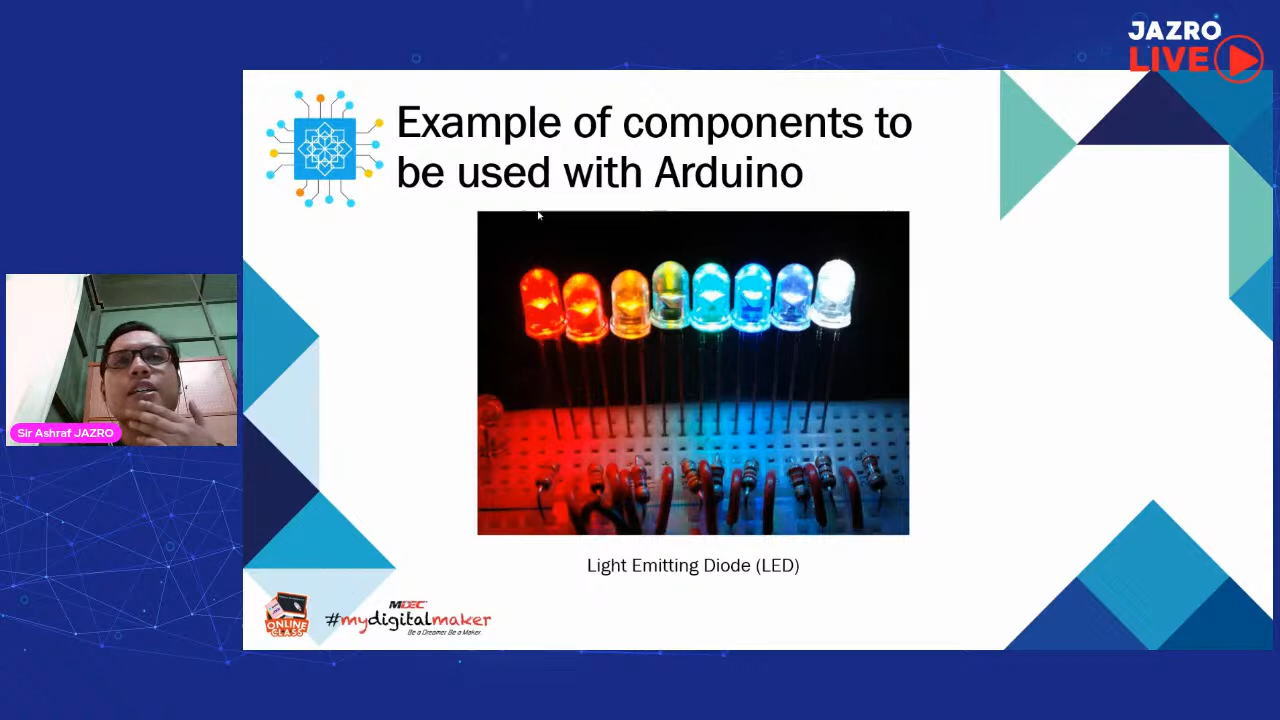 JAZRO
LIVE
Example of components to
be used with Arduino
Sir Ashraf JAZRO
Light Emitting Diode (LED)
ONLINE
CLASS
MDEC
#mydigitalmaker
Be a Dreamer. Be a Maker.